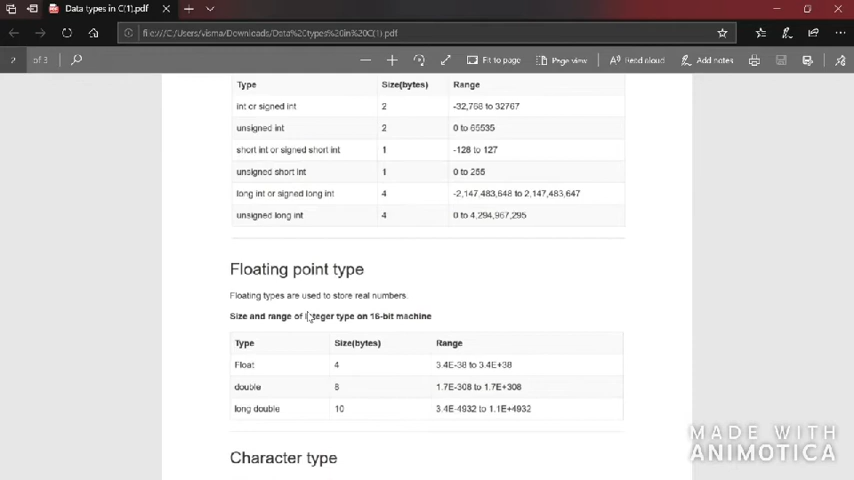 Data types in C(1).pdf
file:///C:/Users/visma/Downloads/Data%20types%20in%20C(1).pdf
2 of 3
Fit to page
Page view
Read aloud
Add notes
Type Size(bytes) Range
int or signed int 2 -32,768 to 32767
unsigned int 2 0 to 65535
short int or signed short int 1 -128 to 127
unsigned short int 1 0 to 255
long int or signed long int 4 -2,147,483,648 to 2,147,483,647
unsigned long int 4 0 to 4,294,967,295
Floating point type
Floating types are used to store real numbers.
Size and range of Integer type on 16-bit machine
Type Size(bytes) Range
Float 4 3.4E-38 to 3.4E+38
double 8 1.7E-308 to 1.7E+308
long double 10 3.4E-4932 to 1.1E+4932
Character type
MADE WITH
ANIMOTICA